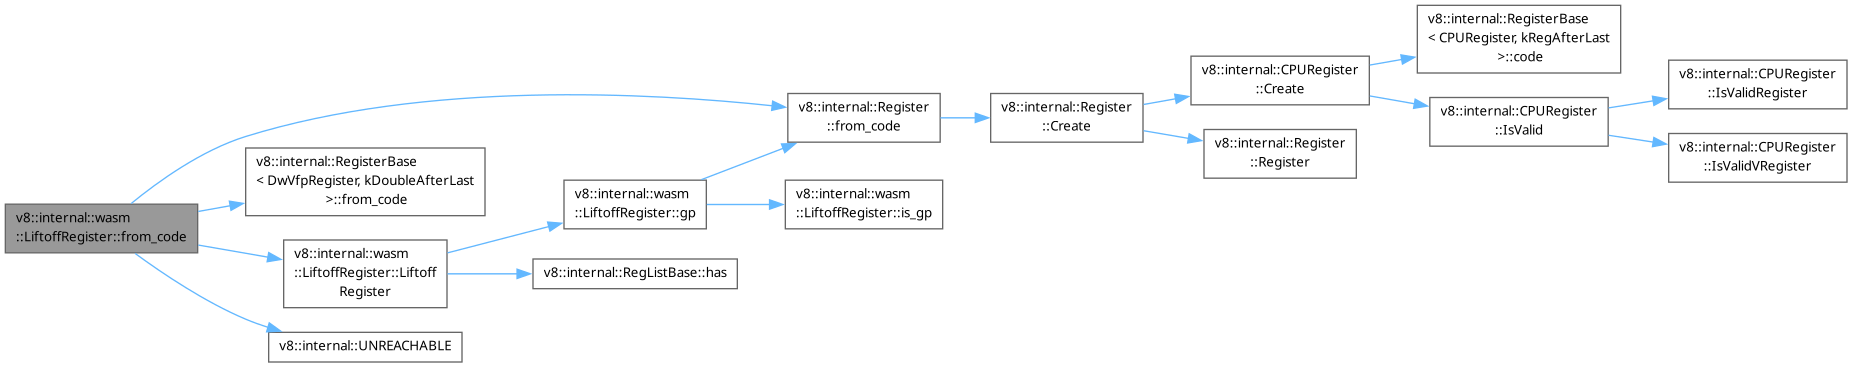 v8::internal::wasm
::LiftoffRegister::from_code
v8::internal::RegisterBase
< DwVfpRegister, kDoubleAfterLast
>::from_code
v8::internal::wasm
::LiftoffRegister::Liftoff
Register
v8::internal::UNREACHABLE
v8::internal::wasm
::LiftoffRegister::gp
v8::internal::RegListBase::has
v8::internal::Register
::from_code
v8::internal::wasm
::LiftoffRegister::is_gp
v8::internal::Register
::Create
v8::internal::CPURegister
::Create
v8::internal::Register
::Register
v8::internal::RegisterBase
< CPURegister, kRegAfterLast
>::code
v8::internal::CPURegister
::IsValid
v8::internal::CPURegister
::IsValidRegister
v8::internal::CPURegister
::IsValidVRegister